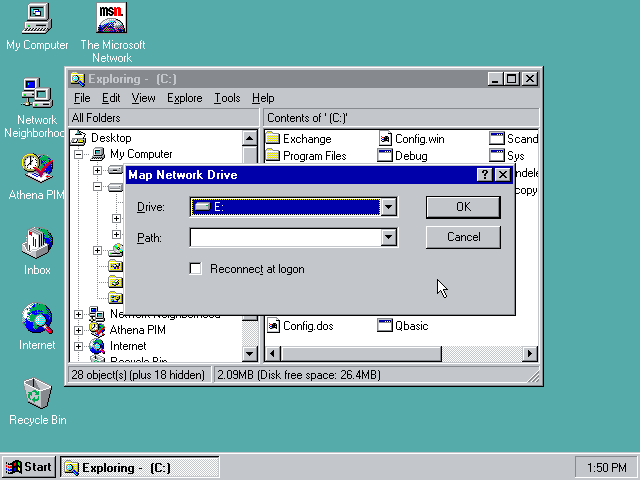 My Computer
msn.
The Microsoft
Network
Network
Neighborhood
Athena PIM
Inbox
Internet
Recycle Bin
Exploring - (C:)
File Edit View Explore Tools Help
All Folders
Contents of ' (C:)'
Desktop
My Computer
Exchange
Program Files
Config.win
Debug
Scand
Sys
ndele
copy
Map Network Drive
Drive:
E:
OK
Path:
Cancel
Reconnect at logon
Network Neighborhood
Athena PIM
Internet
Recycle Bin
Config.dos
Qbasic
28 object(s) (plus 18 hidden)
2.09MB (Disk free space: 26.4MB)
Start
Exploring - (C:)
1:50 PM